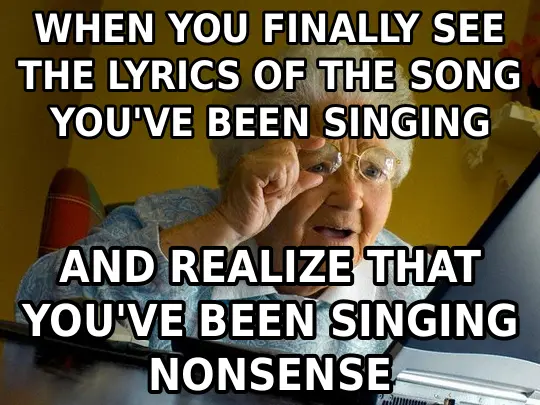 WHEN YOU FINALLY SEE
THE LYRICS OF THE SONG
YOU'VE BEEN SINGING
AND REALIZE THAT
YOU'VE BEEN SINGING
NONSENSE